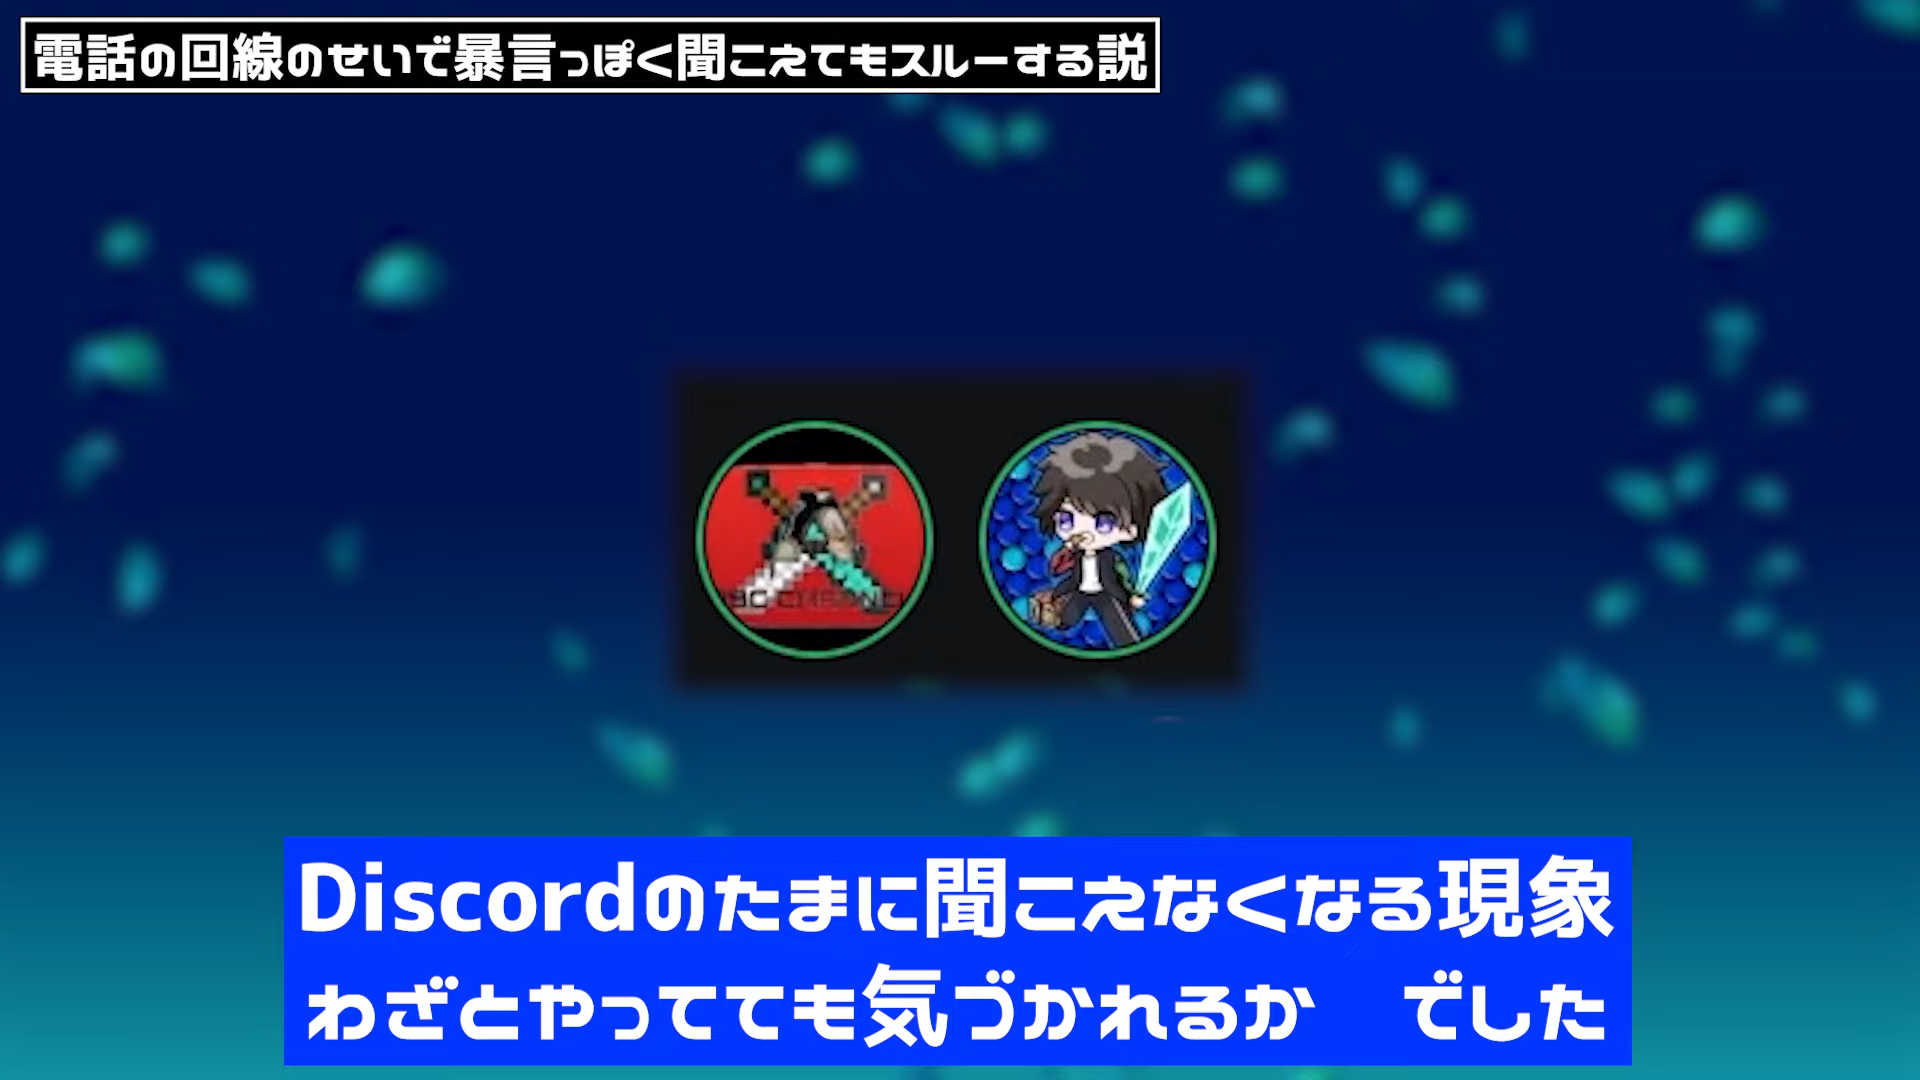 電話の回線のせいで暴言っぽく聞こえてもスルーする説
Discordのたまに聞こえなくなる現象
わざとやってても気づかれるか　でした